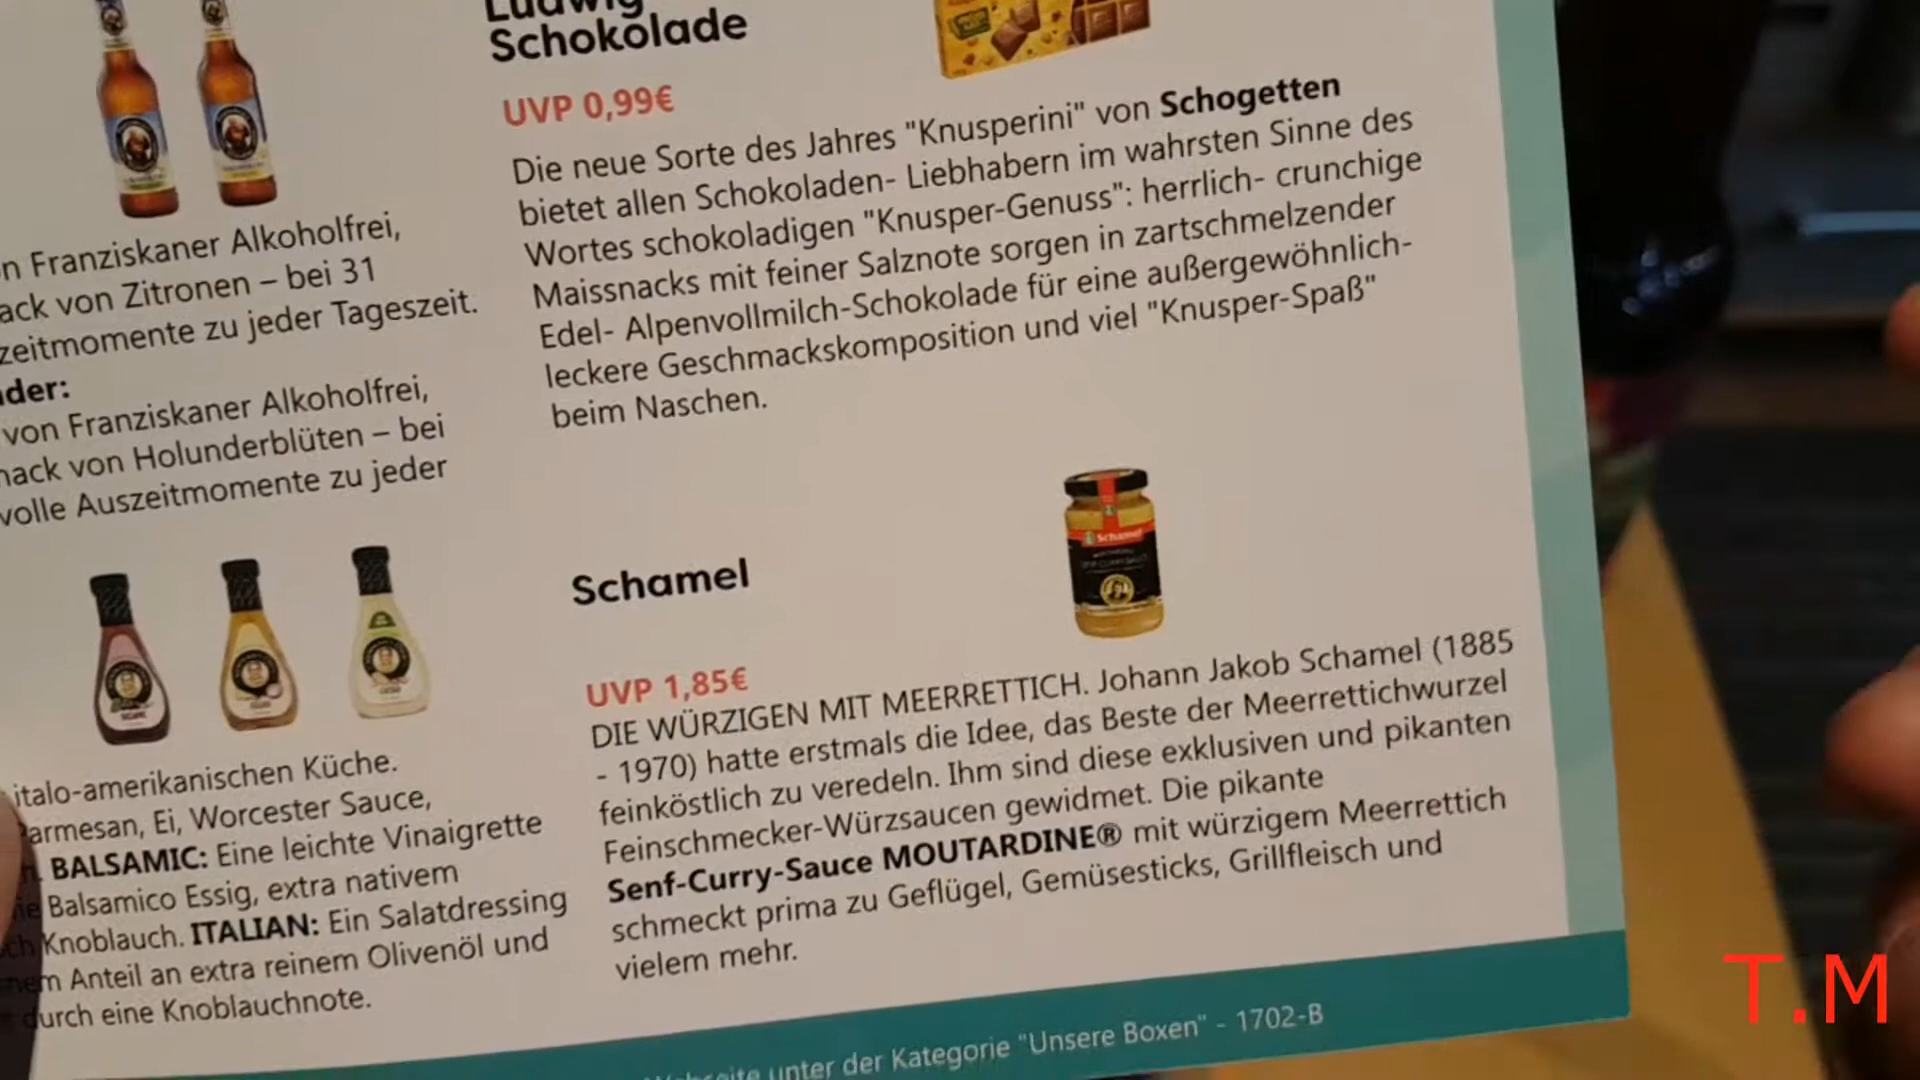 Ludwig
Schokolade
UVP 0,99€
Die neue Sorte des Jahres "Knusperini" von Schogetten
bietet allen Schokoladen- Liebhabern im wahrsten Sinne des
Wortes schokoladigen "Knusper-Genuss": herrlich- crunchige
Maissnacks mit feiner Salznote sorgen in zartschmelzender
Edel- Alpenvollmilch-Schokolade für eine außergewöhnlich-
leckere Geschmackskomposition und viel "Knusper-Spaß"
beim Naschen.
n Franziskaner Alkoholfrei,
ack von Zitronen – bei 31
zeitmomente zu jeder Tageszeit.
der:
von Franziskaner Alkoholfrei,
mack von Holunderblüten – bei
volle Auszeitmomente zu jeder
italo-amerikanischen Küche.
armesan, Ei, Worcester Sauce,
BALSAMIC: Eine leichte Vinaigrette
Balsamico Essig, extra nativem
ch Knoblauch. ITALIAN: Ein Salatdressing
nem Anteil an extra reinem Olivenöl und
durch eine Knoblauchnote.
Schamel
Schamel
UVP 1,85€
DIE WÜRZIGEN MIT MEERRETTICH. Johann Jakob Schamel (1885
- 1970) hatte erstmals die Idee, das Beste der Meerrettichwurzel
feinköstlich zu veredeln. Ihm sind diese exklusiven und pikanten
Feinschmecker-Würzsaucen gewidmet. Die pikante
Senf-Curry-Sauce MOUTARDINE® mit würzigem Meerrettich
schmeckt prima zu Geflügel, Gemüsesticks, Grillfleisch und
vielem mehr.
unter der Kategorie "Unsere Boxen" - 1702-B
T.M